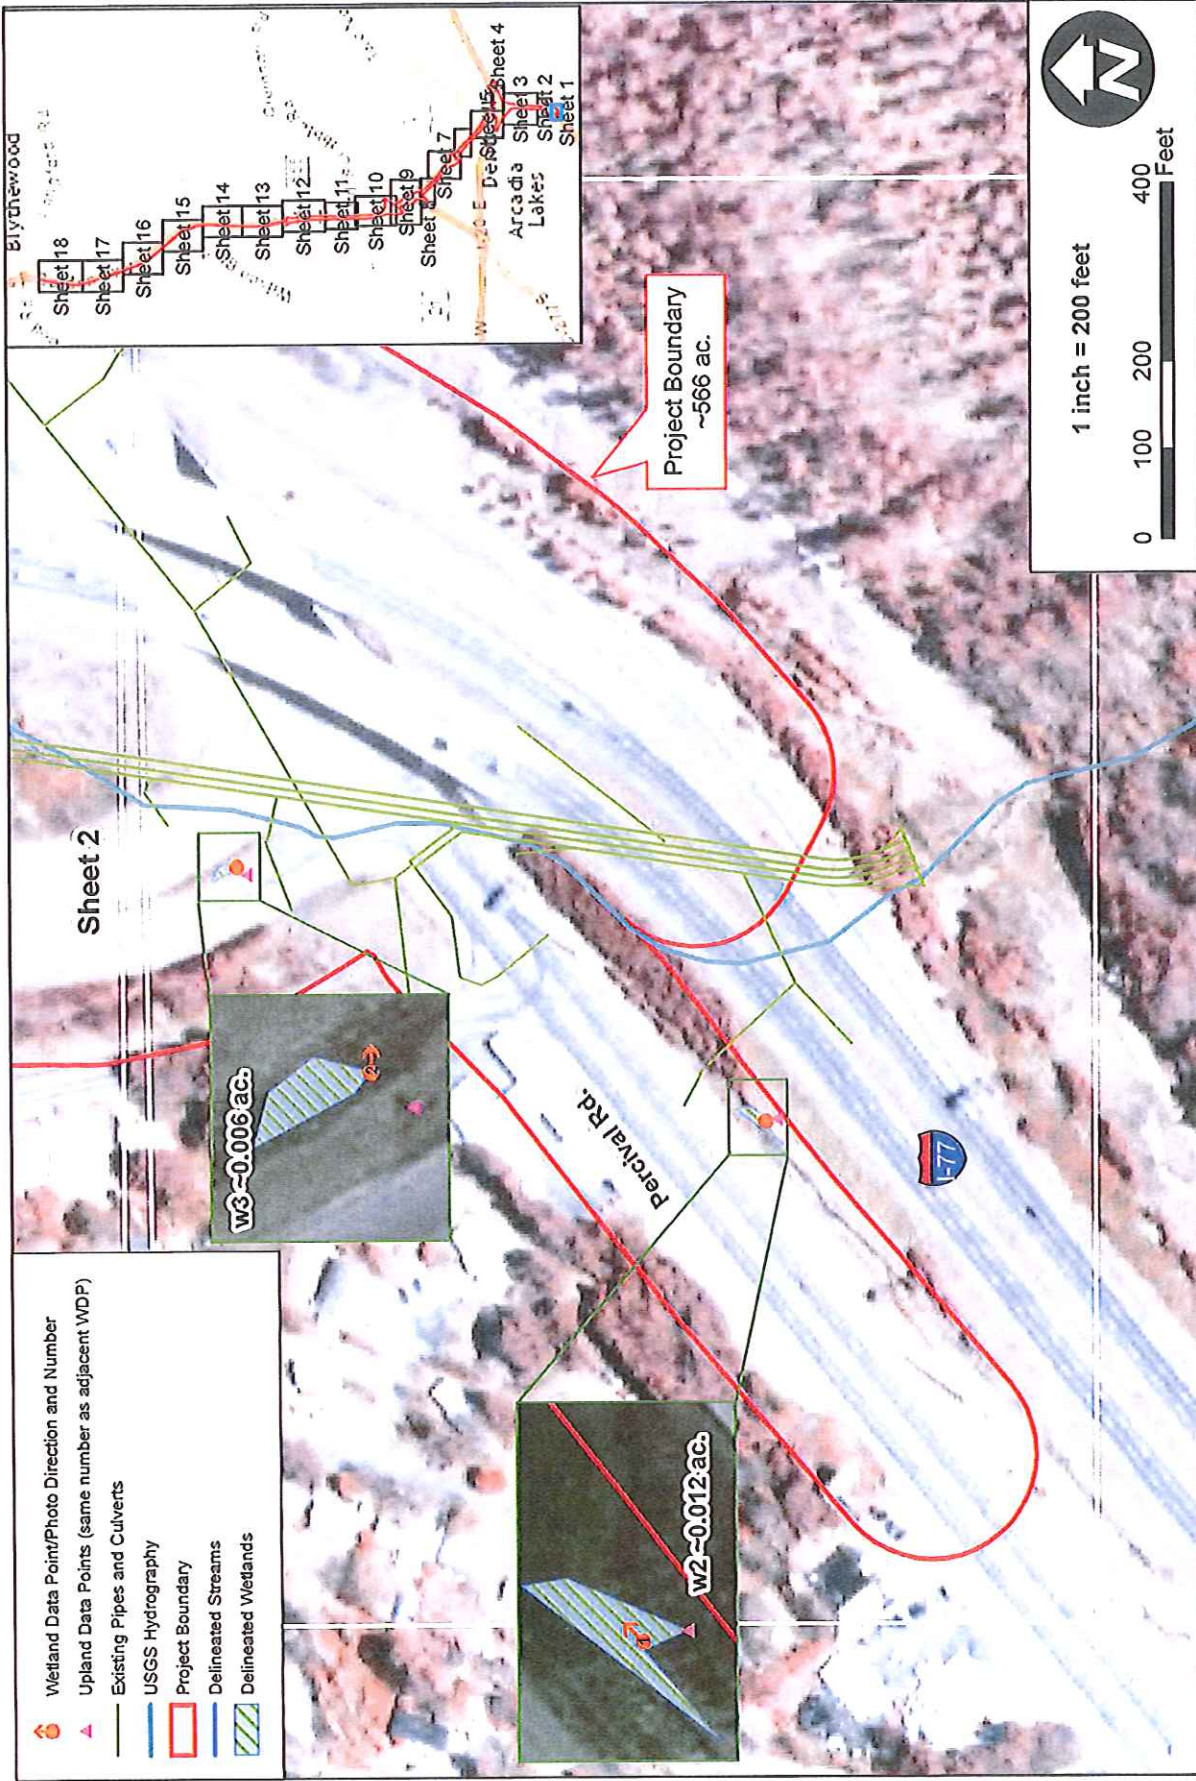 Wetland Data Point/Photo Direction and Number
Upland Data Points (same number as adjacent WDP)
Existing Pipes and Culverts
USGS Hydrography
Project Boundary
Delineated Streams
Delineated Wetlands
Sheet 2
w3 ~0.006 ac.
2
w2 ~0.012 ac.
1
Percival Rd.
I-77
Project Boundary
~566 ac.
Blythewood
Sheet 18
Sheet 17
Sheet 16
Sheet 15
Sheet 14
Sheet 13
Sheet 12
Sheet 11
Sheet 10
Sheet 9
Sheet
Sheet 7
Sheet 4
Sheet 3
Sheet 2
Sheet 1
Arcadia
Lakes
N
1 inch = 200 feet
0 100 200 400
Feet